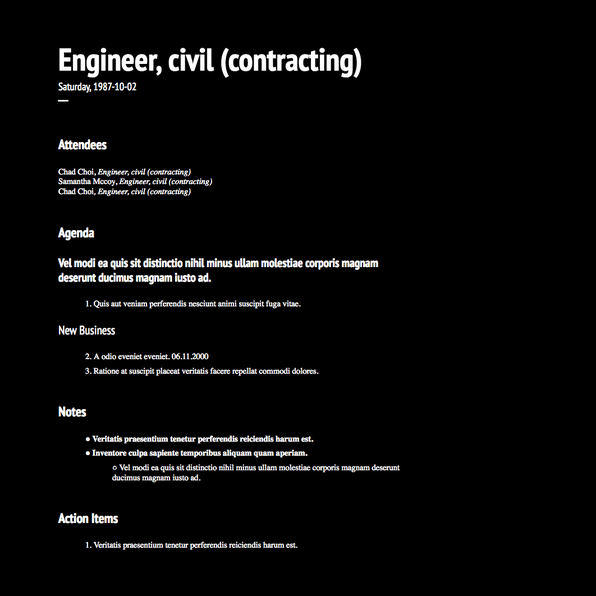 Engineer, civil (contracting)
Saturday, 1987-10-02
—
Attendees
Chad Choi, Engineer, civil (contracting)
Samantha Mccoy, Engineer, civil (contracting)
Chad Choi, Engineer, civil (contracting)
Agenda
Vel modi ea quis sit distinctio nihil minus ullam molestiae corporis magnam
deserunt ducimus magnam iusto ad.
1. Quis aut veniam perferendis nesciunt animi suscipit fuga vitae.
New Business
2. A odio eveniet eveniet. 06.11.2000
3. Ratione at suscipit placeat veritatis facere repellat commodi dolores.
Notes
● Veritatis praesentium tenetur perferendis reiciendis harum est.
● Inventore culpa sapiente temporibus aliquam quam aperiam.
○ Vel modi ea quis sit distinctio nihil minus ullam molestiae corporis magnam deserunt
ducimus magnam iusto ad.
Action Items
1. Veritatis praesentium tenetur perferendis reiciendis harum est.